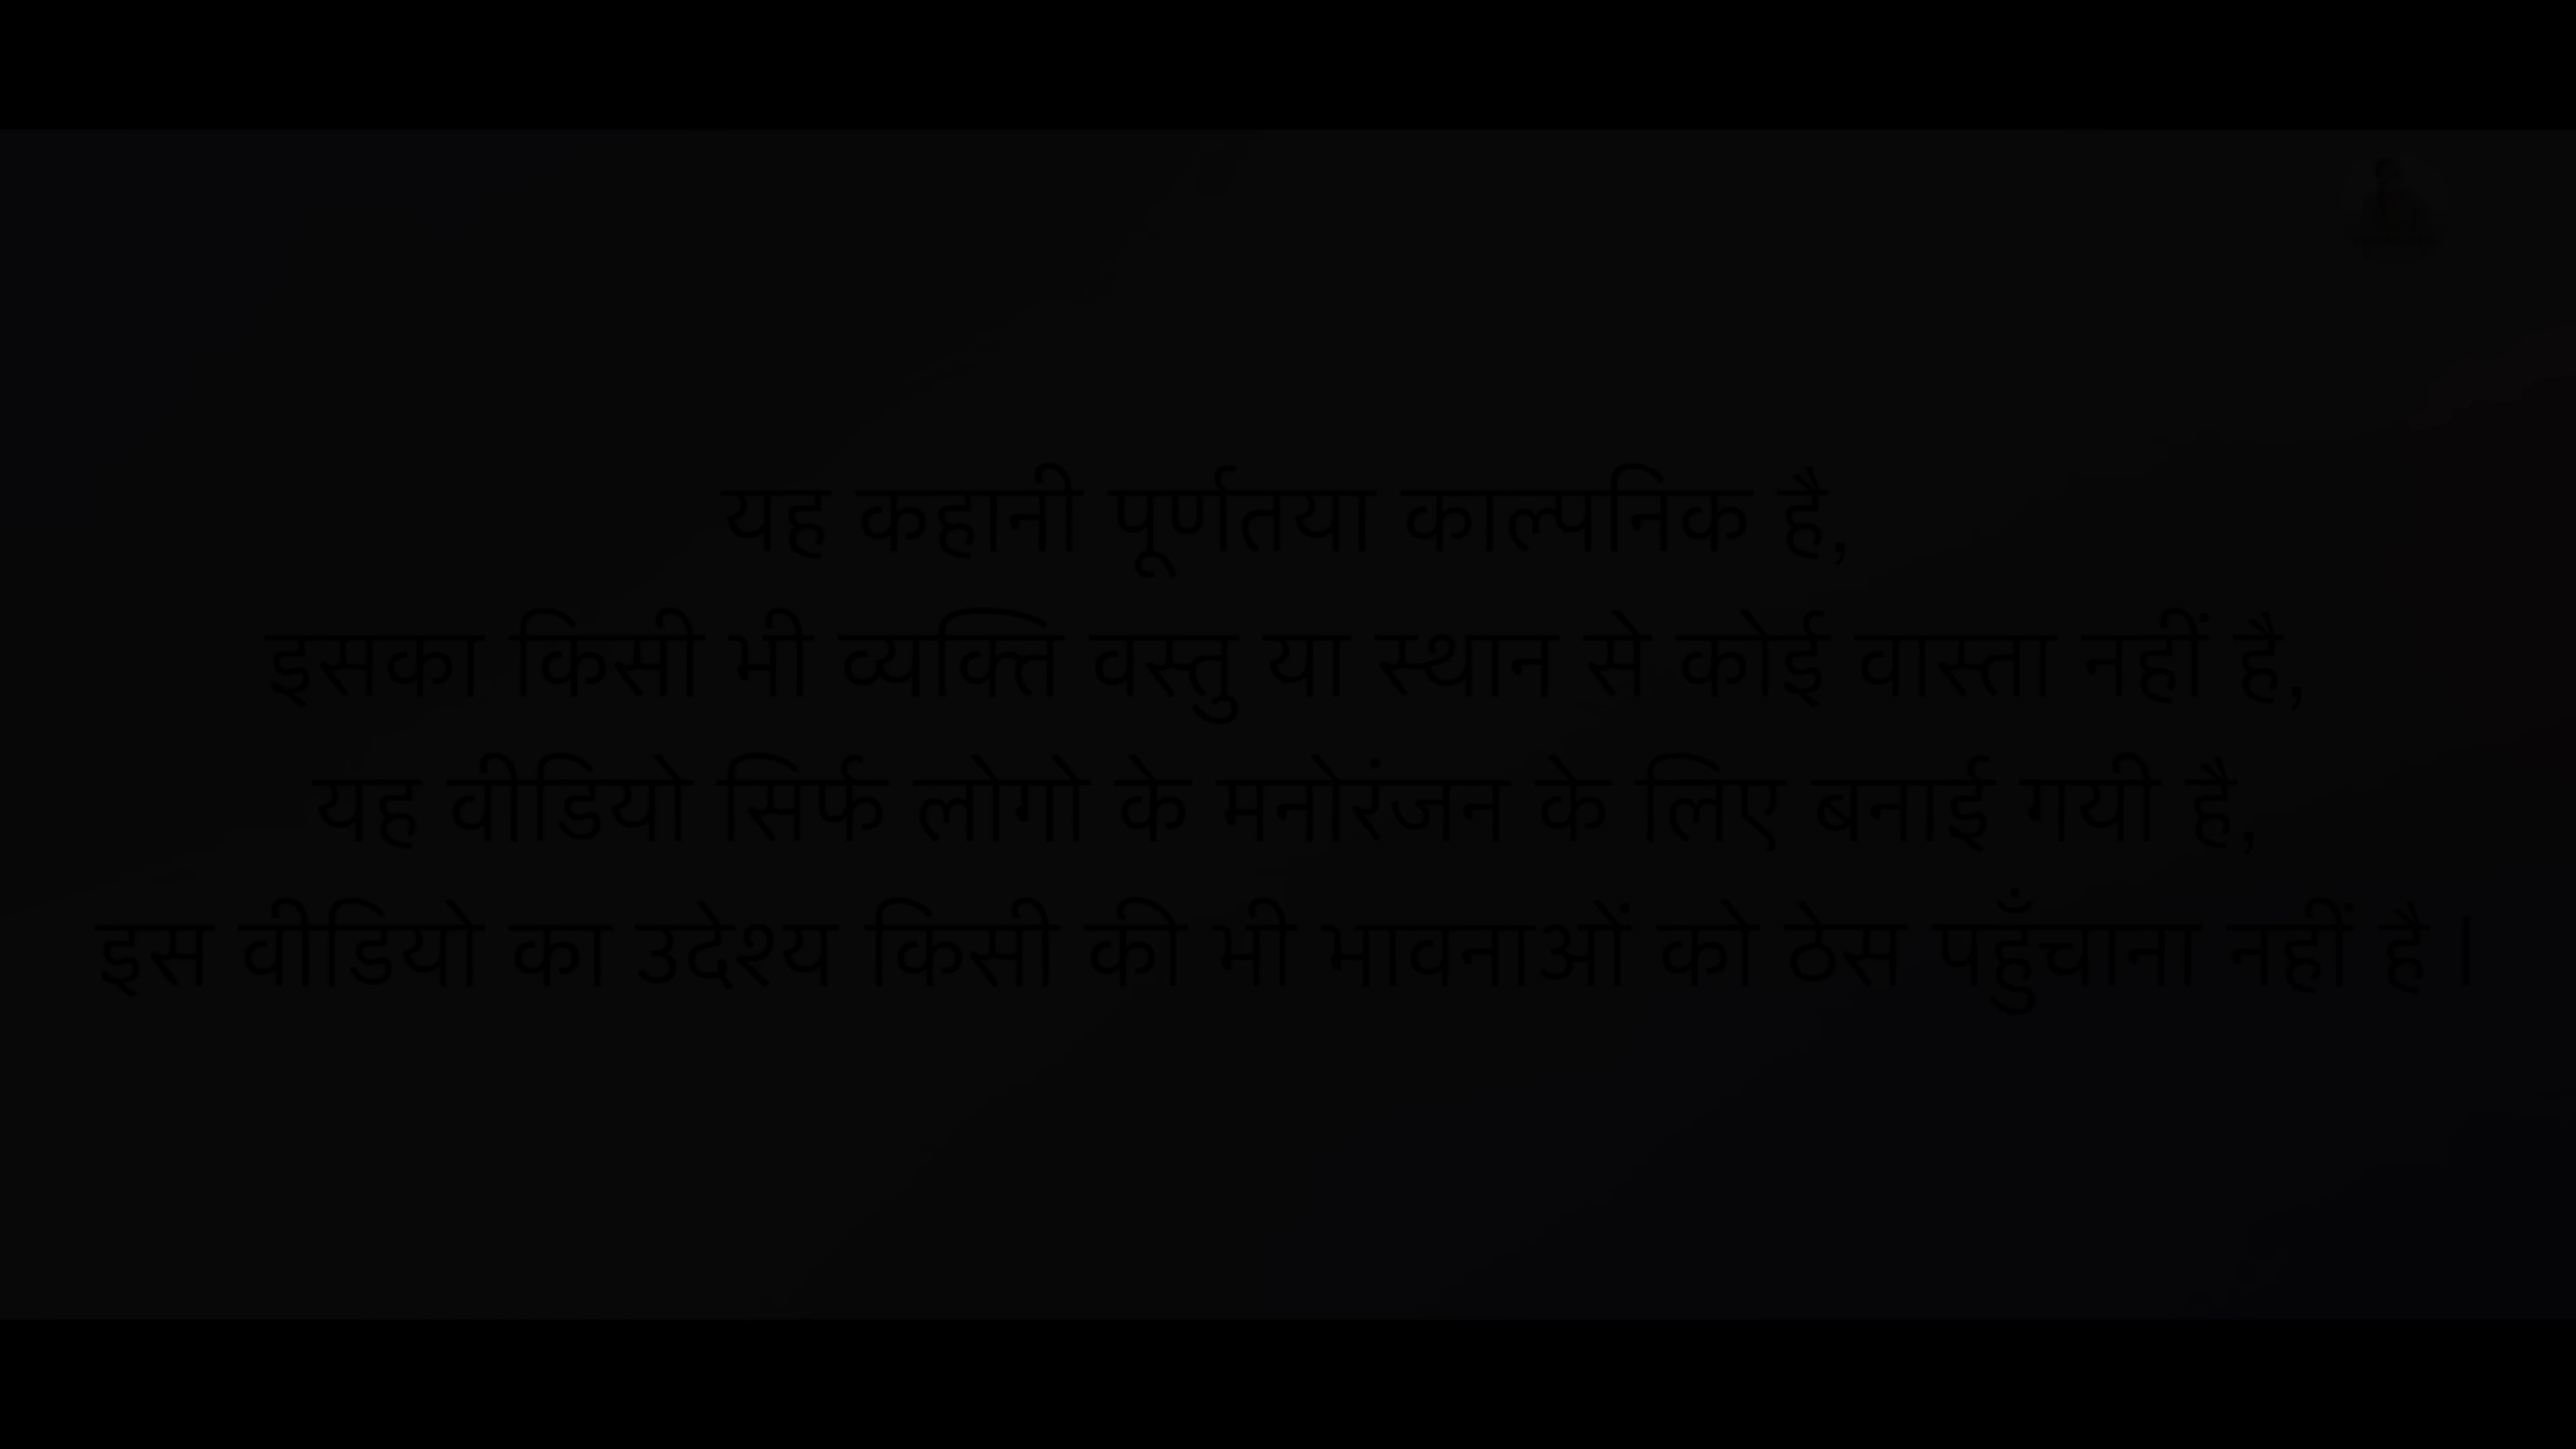 यह कहानी पूर्णतया काल्पनिक है,
इसका किसी भी व्यक्ति वस्तु या स्थान से कोई वास्ता नहीं है,
यह वीडियो सिर्फ लोगो के मनोरंजन के लिए बनाई गयी है,
इस वीडियो का उदेश्य किसी की भी भावनाओं को ठेस पहुँचाना नहीं है।